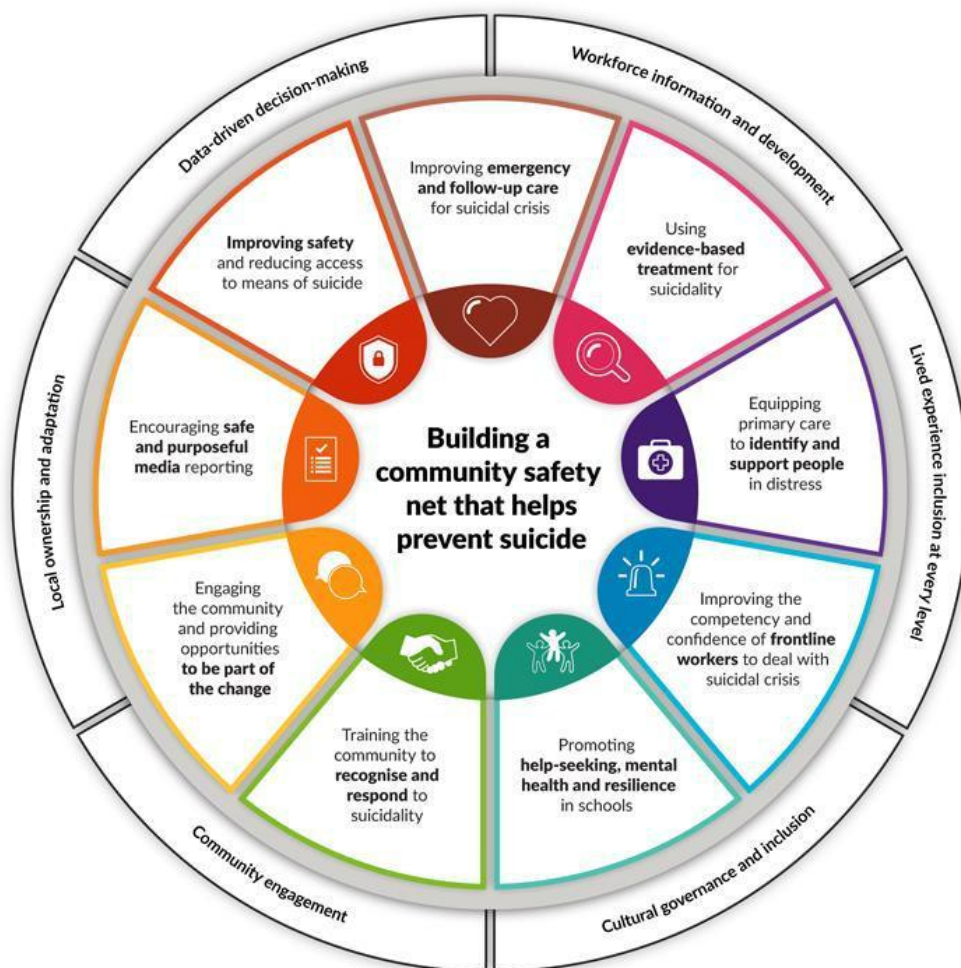 Data-driven decision-making
Workforce information and development
Lived experience inclusion at every level
Cultural governance and inclusion
Community engagement
Local ownership and adaptation
Improving emergency
and follow-up care
for suicidal crisis
Using
evidence-based
treatment for
suicidality
Equipping
primary care
to identify and
support people
in distress
Improving the
competency and
confidence of frontline
workers to deal with
suicidal crisis
Promoting
help-seeking, mental
health and resilience
in schools
Training the
community to
recognise and
respond to
suicidality
Engaging
the community
and providing
opportunities
to be part of
the change
Encouraging safe
and purposeful
media reporting
Improving safety
and reducing access
to means of suicide
Building a
community safety
net that helps
prevent suicide